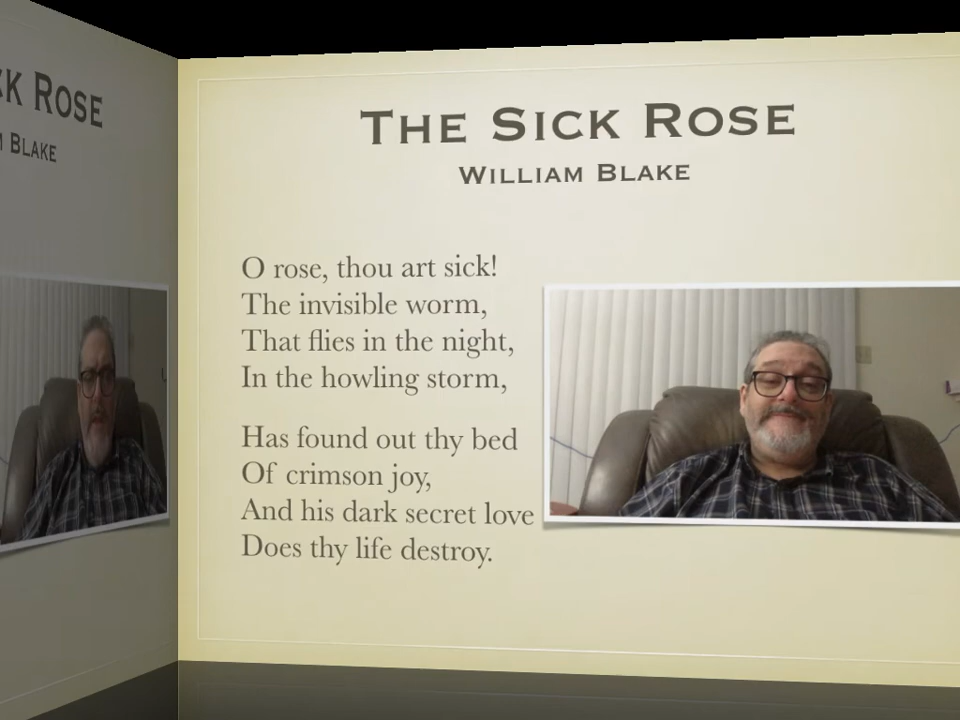 CK ROSE
M BLAKE
THE SICK ROSE
WILLIAM BLAKE
O rose, thou art sick!
The invisible worm,
That flies in the night,
In the howling storm,
Has found out thy bed
Of crimson joy,
And his dark secret love
Does thy life destroy.